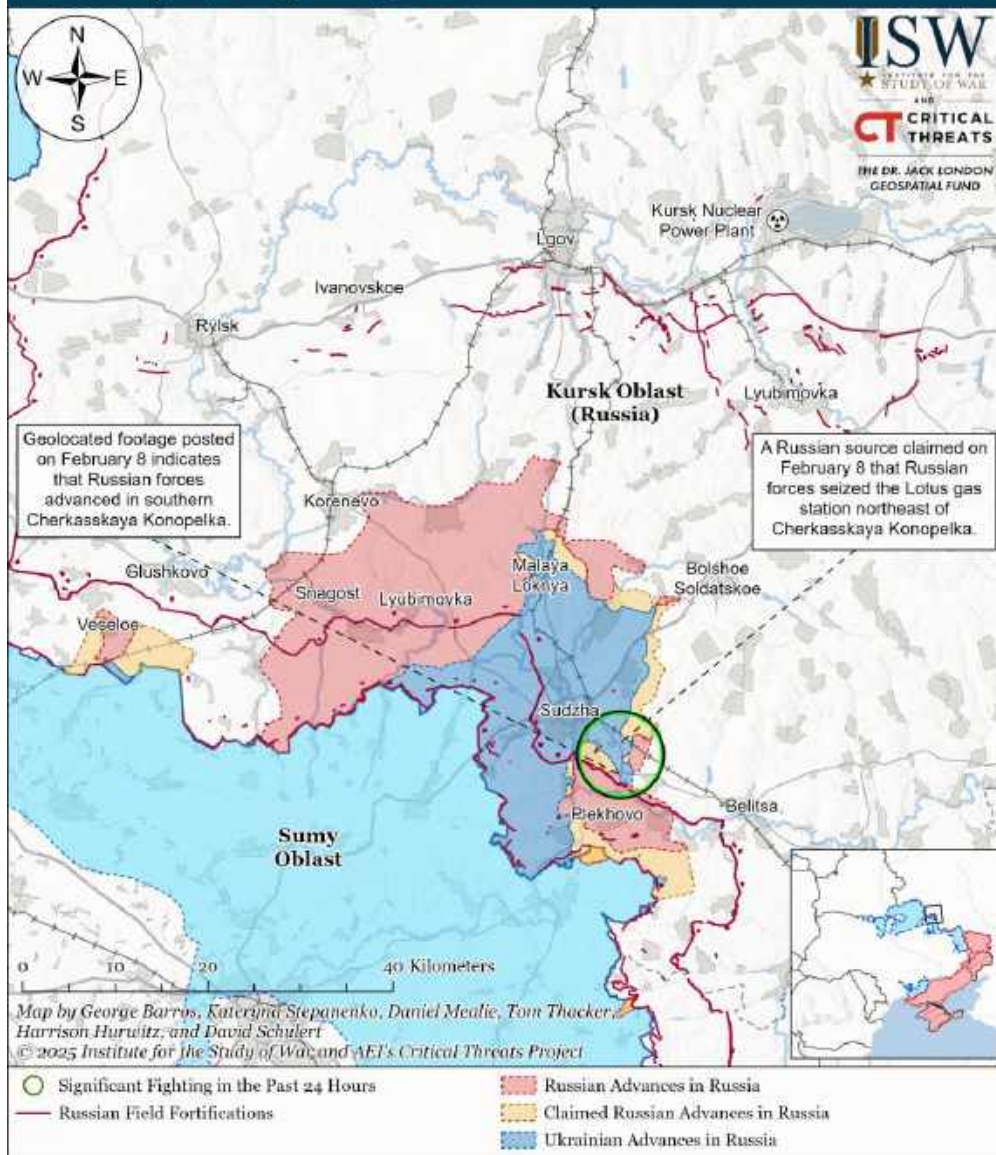 N
W E
S
ISW
INSTITUTE FOR THE
STUDY OF WAR
AND
CT CRITICAL
THREATS
THE DR. JACK LONDON
GEOSPATIAL FUND
Kursk Nuclear
Power Plant
Lgov
Ivanovskoe
Rylsk
Kursk Oblast
(Russia)
Lyubimovka
Geolocated footage posted
on February 8 indicates
that Russian forces
advanced in southern
Cherkasskaya Konopelka.
A Russian source claimed on
February 8 that Russian
forces seized the Lotus gas
station northeast of
Cherkasskaya Konopelka.
Korenevo
Glushkovo
Malaya
Loknya
Bolshoe
Soldatskoe
Snagost
Lyubimovka
Veseloe
Sudzha
Belitsa
Plekhovo
Sumy
Oblast
0 10 20 40 Kilometers
Map by George Barros, Kateryna Stepanenko, Daniel Mealie, Tom Thacker,
Harrison Hurwitz, and David Schulert
© 2025 Institute for the Study of War and AEI's Critical Threats Project
Significant Fighting in the Past 24 Hours
Russian Field Fortifications
Russian Advances in Russia
Claimed Russian Advances in Russia
Ukrainian Advances in Russia